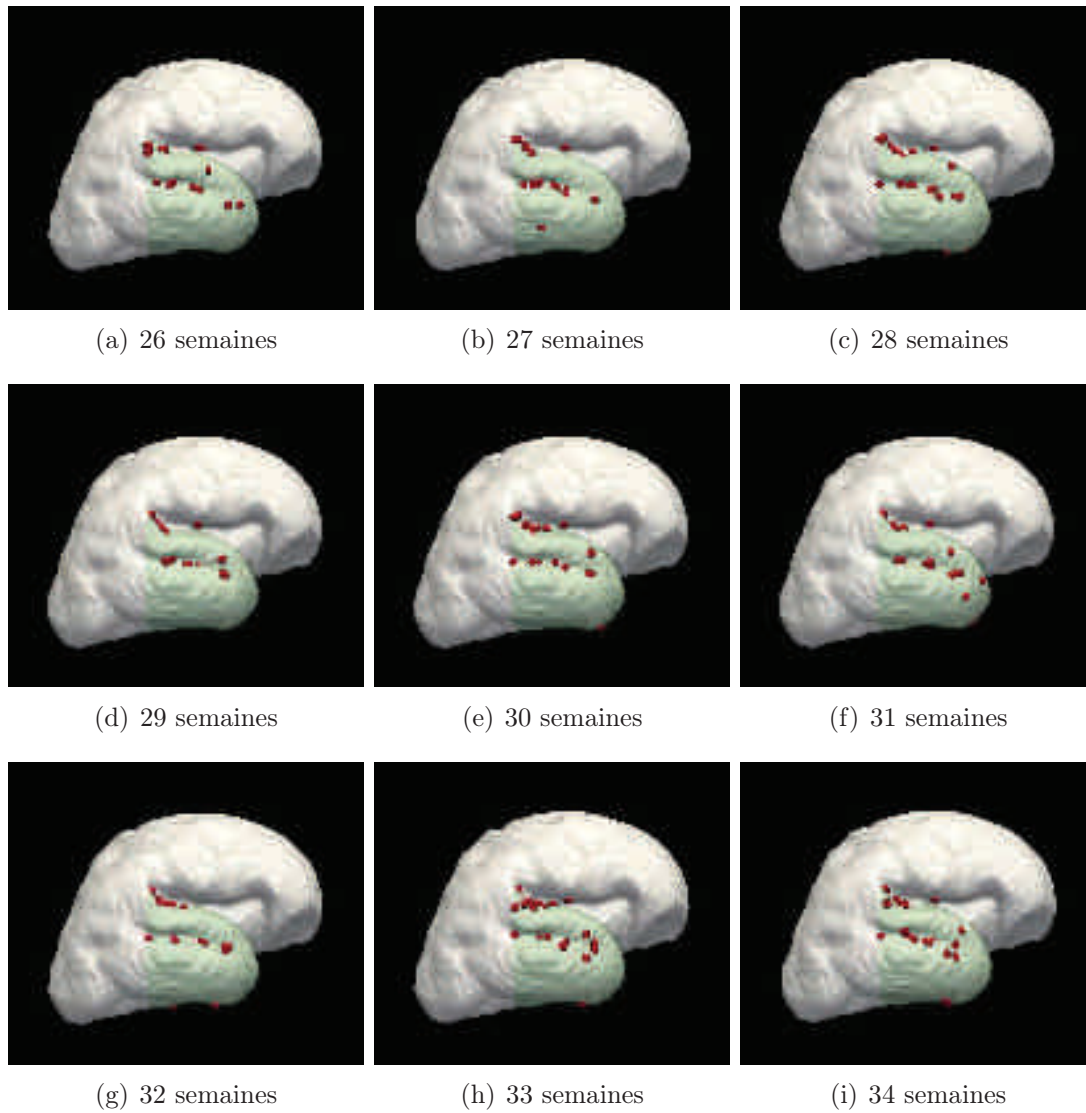 (a) 26 semaines
(b) 27 semaines
(c) 28 semaines
(d) 29 semaines
(e) 30 semaines
(f) 31 semaines
(g) 32 semaines
(h) 33 semaines
(i) 34 semaines